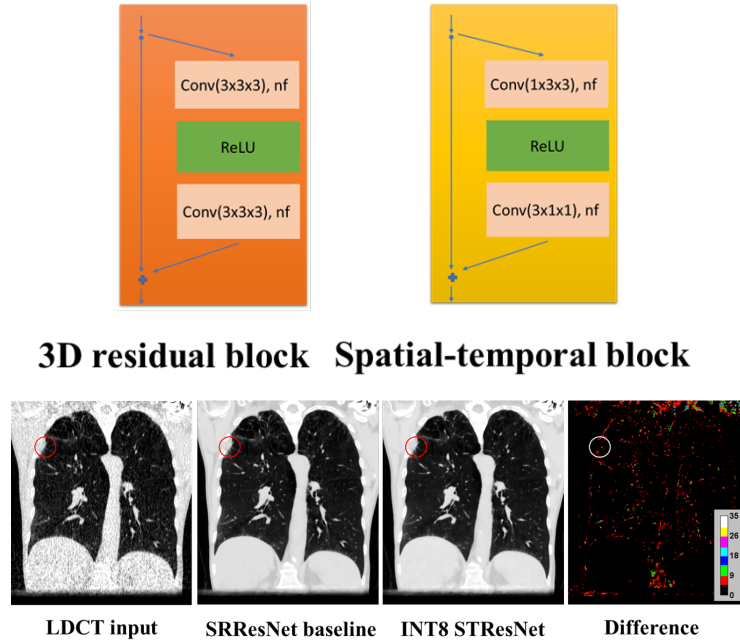 Conv(3x3x3), nf
ReLU
Conv(3x3x3), nf
Conv(1x3x3), nf
ReLU
Conv(3x1x1), nf
3D residual block
Spatial-temporal block
35
26
18
9
0
LDCT input
SRResNet baseline
INT8 STResNet
Difference